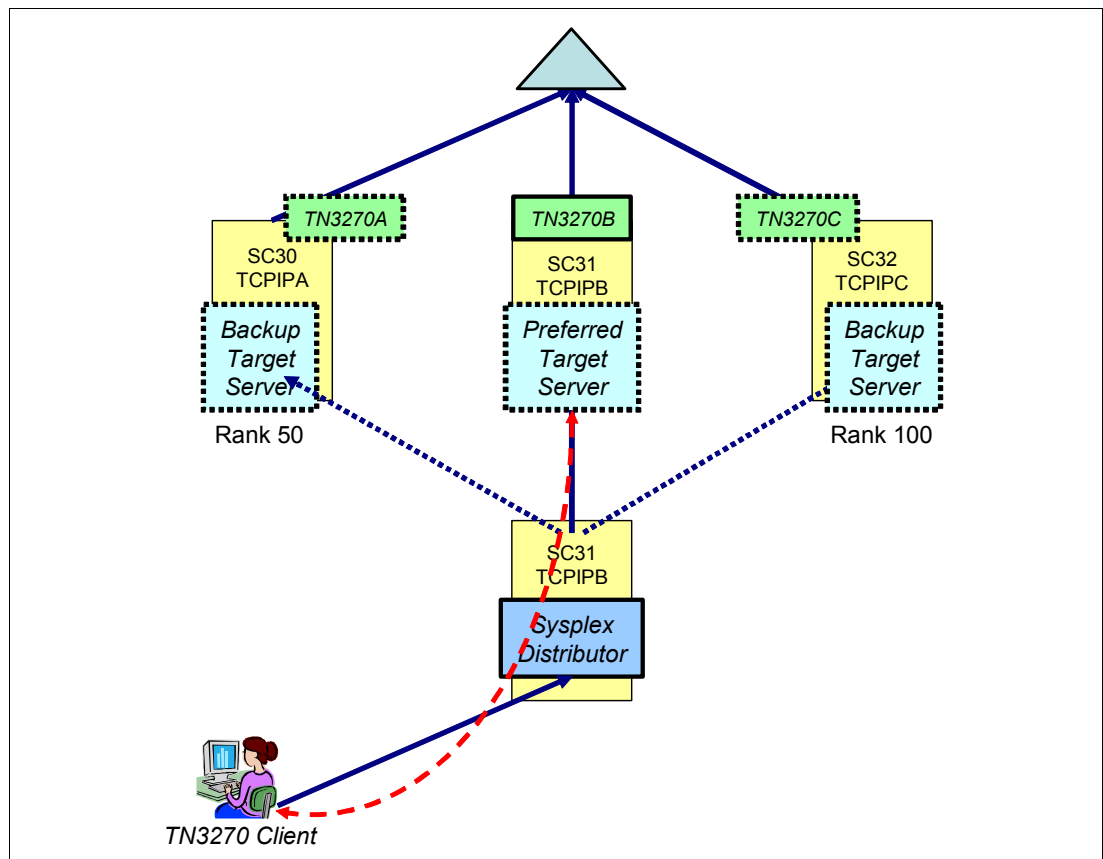 TN3270A
TN3270B
TN3270C
SC30
TCPIPA
SC31
TCPIPB
SC32
TCPIPC
Backup
Target
Server
Preferred
Target
Server
Backup
Target
Server
Rank 50
Rank 100
SC31
TCPIPB
Sysplex
Distributor
TN3270 Client